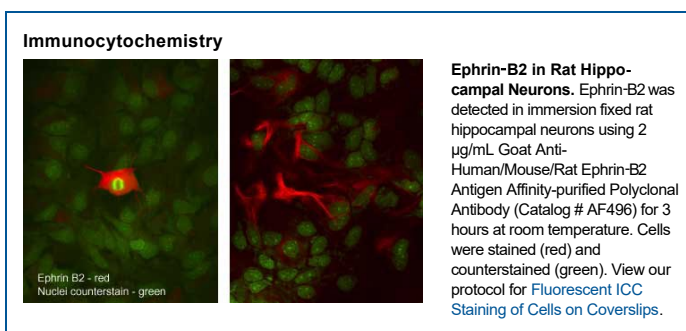 Immunocytochemistry
Ephrin B2 - red
Nuclei counterstain - green
Ephrin-B2 in Rat Hippo-
campal Neurons. Ephrin-B2 was
detected in immersion fixed rat
hippocampal neurons using 2
µg/mL Goat Anti-
Human/Mouse/Rat Ephrin-B2
Antigen Affinity-purified Polyclonal
Antibody (Catalog # AF496) for 3
hours at room temperature. Cells
were stained (red) and
counterstained (green). View our
protocol for Fluorescent ICC
Staining of Cells on Coverslips.